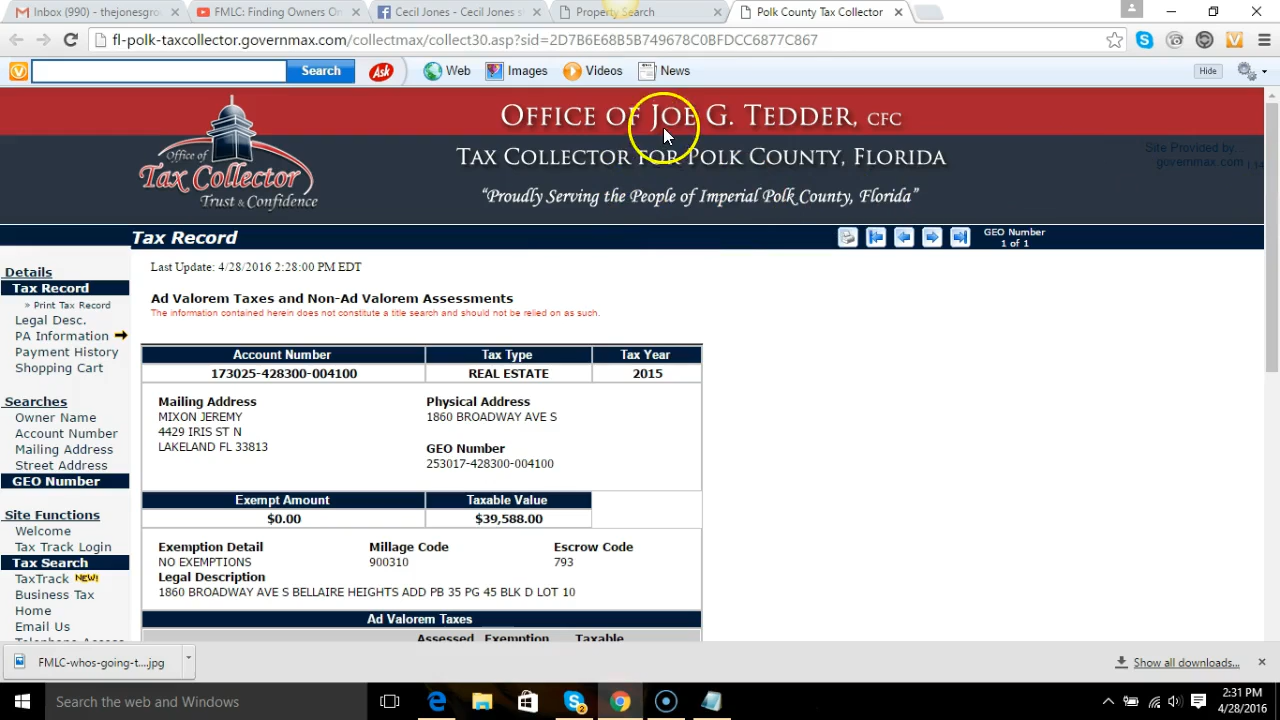 Inbox (990) - thejonesgro
FMLC: Finding Owners On
Cecil Jones - Cecil Jones st
Property Search
Polk County Tax Collector
fl-polk-taxcollector.governmax.com/collectmax/collect30.asp?sid=2D7B6E68B5B749678C0BFDCC6877C867
Search
Ask
Web
Images
Videos
News
Hide
Office of
Tax Collector
Trust & Confidence
OFFICE OF JOE G. TEDDER, CFC
TAX COLLECTOR FOR POLK COUNTY, FLORIDA
“Proudly Serving the People of Imperial Polk County, Florida”
Site Provided by...
governmax.com
Tax Record
GEO Number
1 of 1
Details
Tax Record
» Print Tax Record
Legal Desc.
PA Information
Payment History
Shopping Cart
Searches
Owner Name
Account Number
Mailing Address
Street Address
GEO Number
Site Functions
Welcome
Tax Track Login
Tax Search
TaxTrack NEW!
Business Tax
Home
Email Us
Telephone Access
Last Update: 4/28/2016 2:28:00 PM EDT
Ad Valorem Taxes and Non-Ad Valorem Assessments
The information contained herein does not constitute a title search and should not be relied on as such.
Account Number Tax Type Tax Year
173025-428300-004100 REAL ESTATE 2015
Mailing Address
MIXON JEREMY
4429 IRIS ST N
LAKELAND FL 33813
Physical Address
1860 BROADWAY AVE S
GEO Number
253017-428300-004100
Exempt Amount Taxable Value
$0.00 $39,588.00
Exemption Detail Millage Code Escrow Code
NO EXEMPTIONS 900310 793
Legal Description
1860 BROADWAY AVE S BELLAIRE HEIGHTS ADD PB 35 PG 45 BLK D LOT 10
Ad Valorem Taxes
Assessed Exemption Taxable
FMLC-whos-going-t....jpg
Show all downloads...
Search the web and Windows
2
2:31 PM
4/28/2016